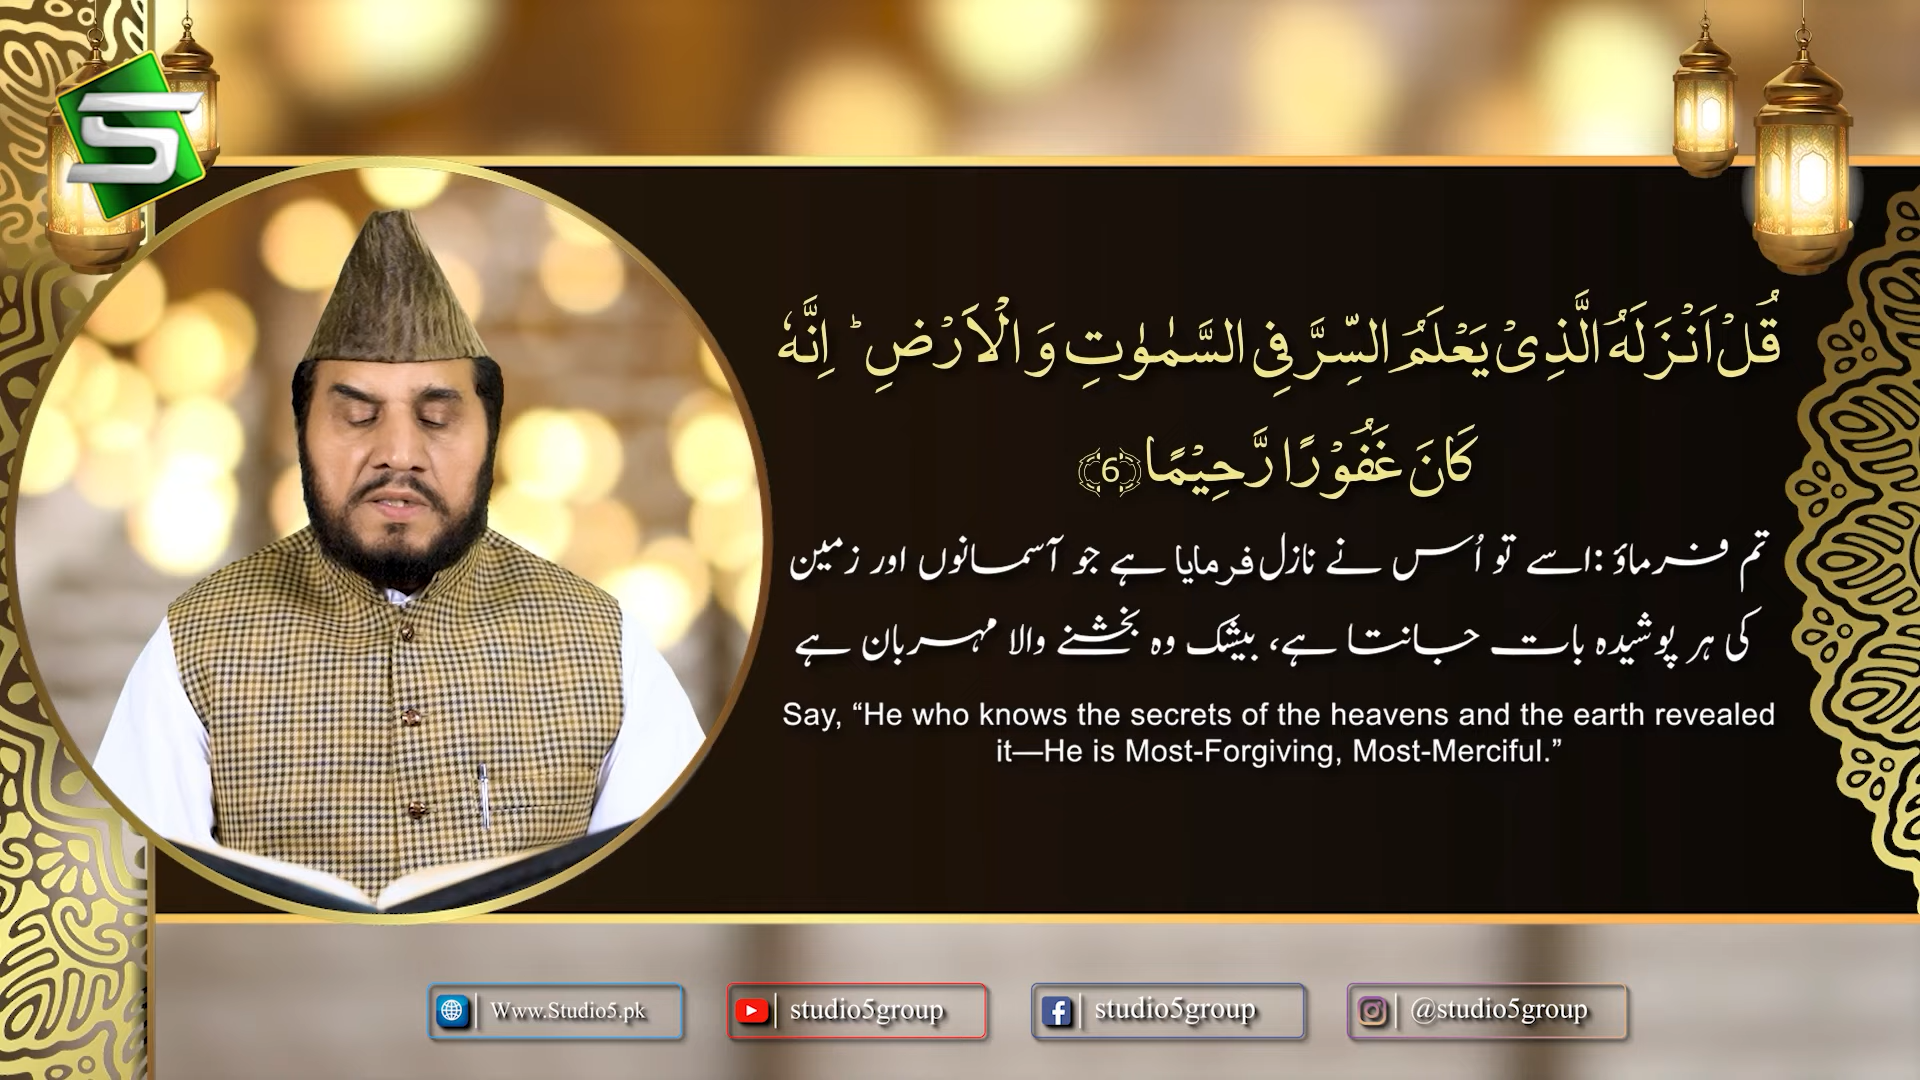 قُلْ اَنْزَلَهُ الَّذِیْ یَعْلَمُ السِّرَّ فِی السَّمٰوٰتِ وَ الْاَرْضِ ؕ اِنَّهٗ
كَانَ غَفُوْرًا رَّحِیْمًا ﴿6﴾
تم فرماؤ :اسے تو اُس نے نازل فرمایا ہے جو آسمانوں اور زمین
کی ہر پوشیدہ بات جانتا ہے، بیشک وہ بخشنے والا مہربان ہے
Say, “He who knows the secrets of the heavens and the earth revealed
it—He is Most-Forgiving, Most-Merciful.”
Www.Studio5.pk
studio5group
studio5group
@studio5group